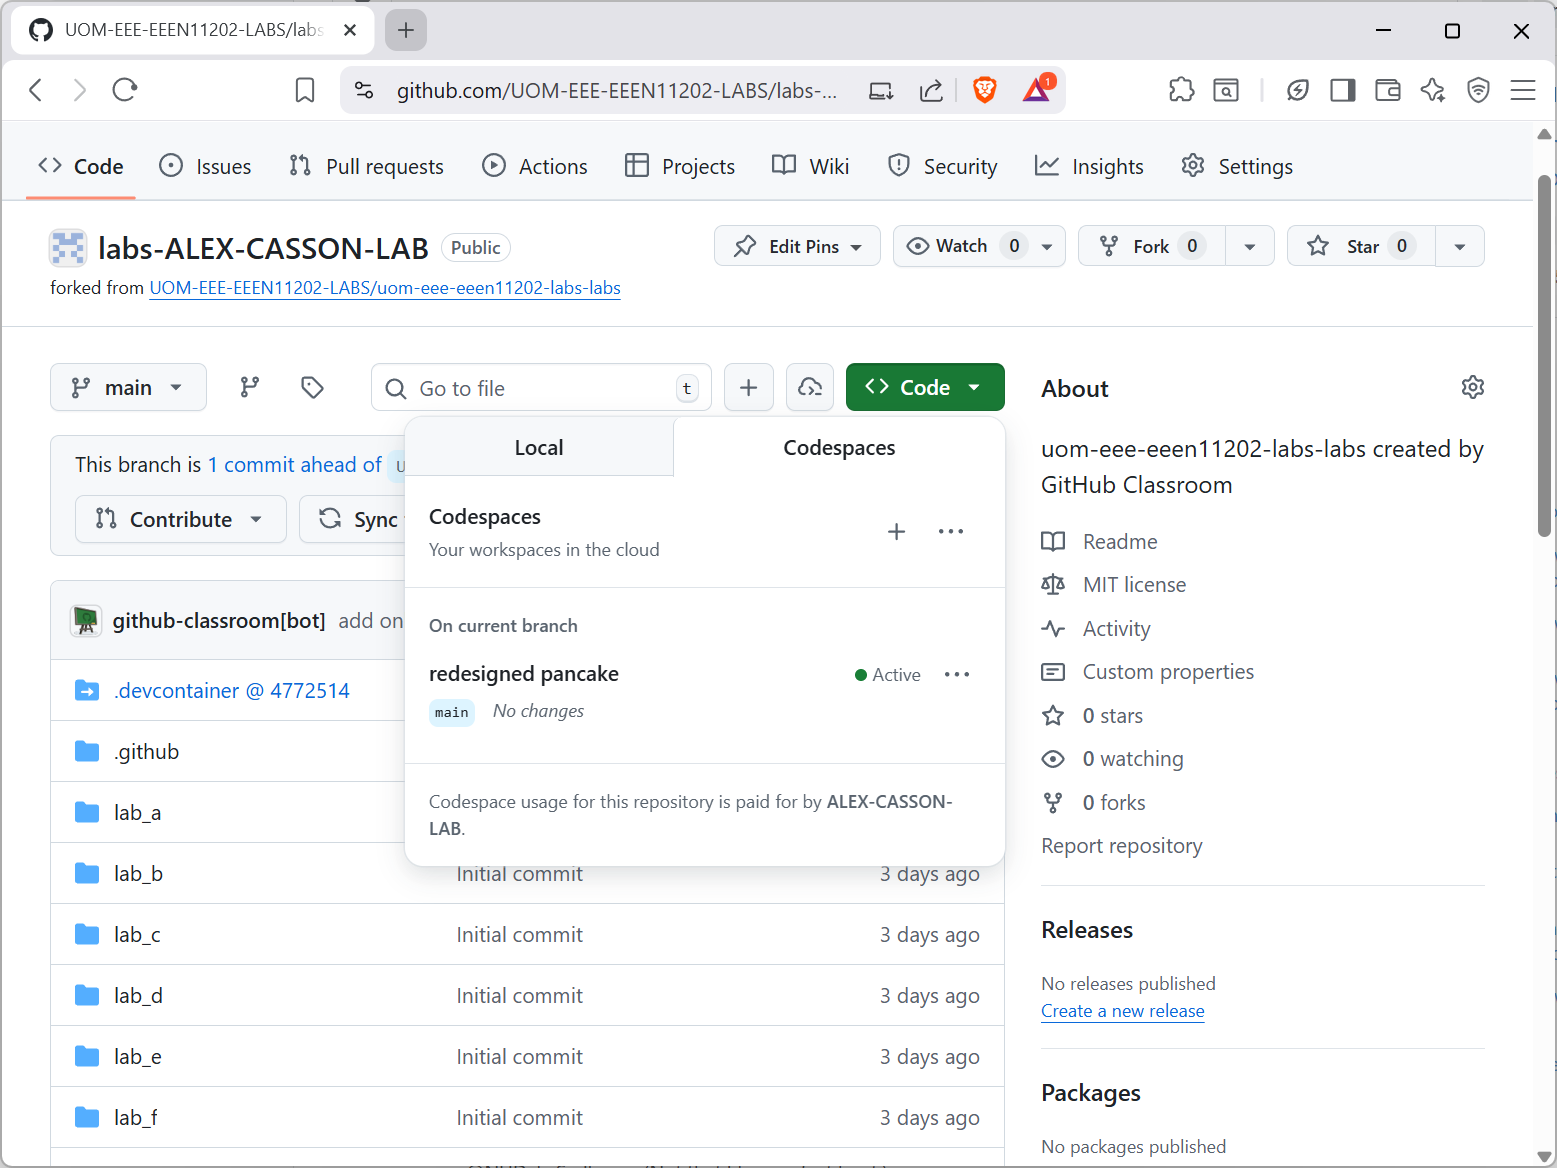 UOM-EEE-EEEN11202-LABS/labs
github.com/UOM-EEE-EEEN11202-LABS/labs-...
1
Code
Issues
Pull requests
Actions
Projects
Wiki
Security
Insights
Settings
labs-ALEX-CASSON-LAB
Public
Edit Pins
Watch 0
Fork 0
Star 0
forked from UOM-EEE-EEEN11202-LABS/uom-eee-eeen11202-labs-labs
main
Go to file
t
Code
This branch is 1 commit ahead of u
Contribute
Sync
Local
Codespaces
Codespaces
Your workspaces in the cloud
On current branch
redesigned pancake
Active
main
No changes
Codespace usage for this repository is paid for by ALEX-CASSON-
LAB.
github-classroom[bot] add on
.devcontainer @ 4772514
.github
lab_a
lab_b Initial commit 3 days ago
lab_c Initial commit 3 days ago
lab_d Initial commit 3 days ago
lab_e Initial commit 3 days ago
lab_f Initial commit 3 days ago
About
uom-eee-eeen11202-labs-labs created by
GitHub Classroom
Readme
MIT license
Activity
Custom properties
0 stars
0 watching
0 forks
Report repository
Releases
No releases published
Create a new release
Packages
No packages published